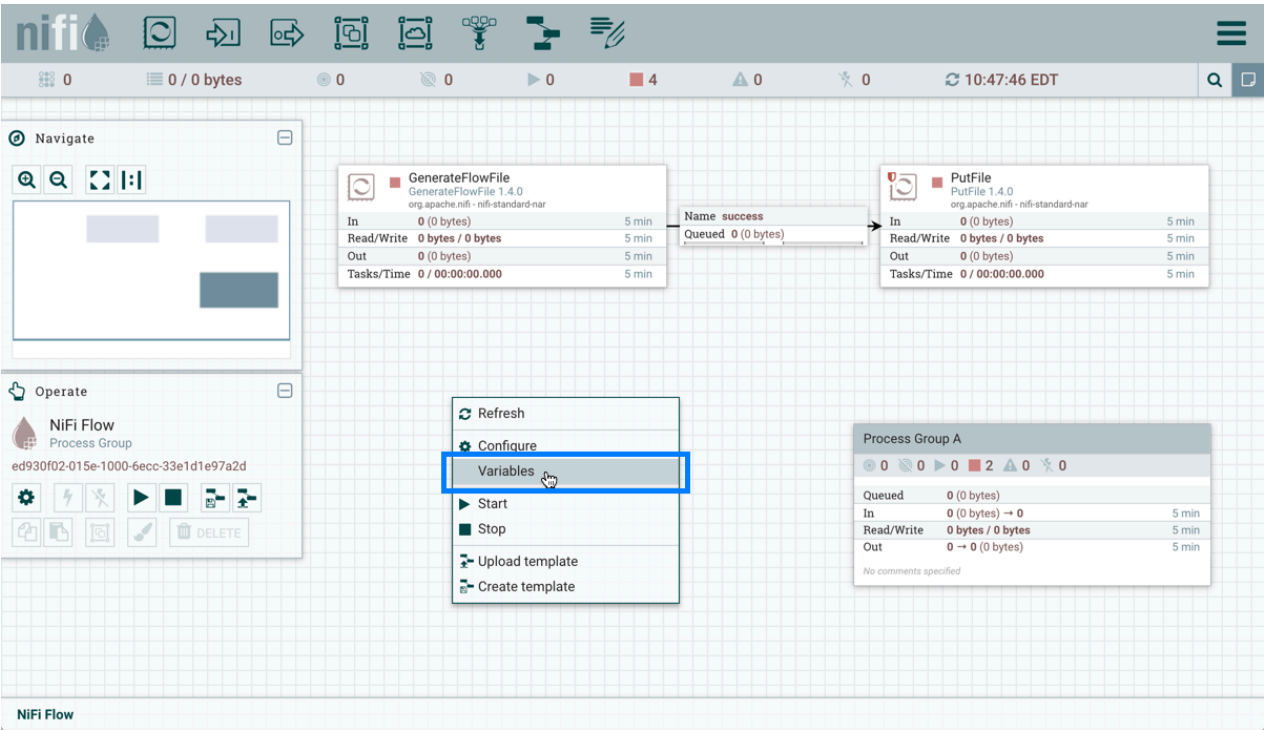 nifi
0
0 / 0 bytes
0
0
0
4
0
0
10:47:46 EDT
Navigate
Operate
NiFi Flow
Process Group
ed930f02-015e-1000-6ecc-33e1d1e97a2d
DELETE
GenerateFlowFile
GenerateFlowFile 1.4.0
org.apache.nifi - nifi-standard-nar
In 0 (0 bytes) 5 min
Read/Write 0 bytes / 0 bytes 5 min
Out 0 (0 bytes) 5 min
Tasks/Time 0 / 00:00:00.000 5 min
Name success
Queued 0 (0 bytes)
PutFile
PutFile 1.4.0
org.apache.nifi - nifi-standard-nar
In 0 (0 bytes) 5 min
Read/Write 0 bytes / 0 bytes 5 min
Out 0 (0 bytes) 5 min
Tasks/Time 0 / 00:00:00.000 5 min
Refresh
Configure
Variables
Start
Stop
Upload template
Create template
Process Group A
0 0 0 2 0 0
Queued 0 (0 bytes)
In 0 (0 bytes) → 0 5 min
Read/Write 0 bytes / 0 bytes 5 min
Out 0 → 0 (0 bytes) 5 min
No comments specified
NiFi Flow